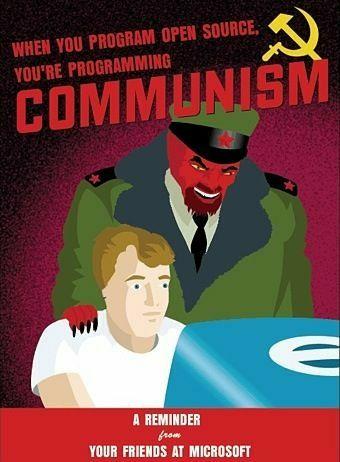 WHEN YOU PROGRAM OPEN SOURCE,
YOU'RE PROGRAMMING
COMMUNISM
A REMINDER
from
YOUR FRIENDS AT MICROSOFT